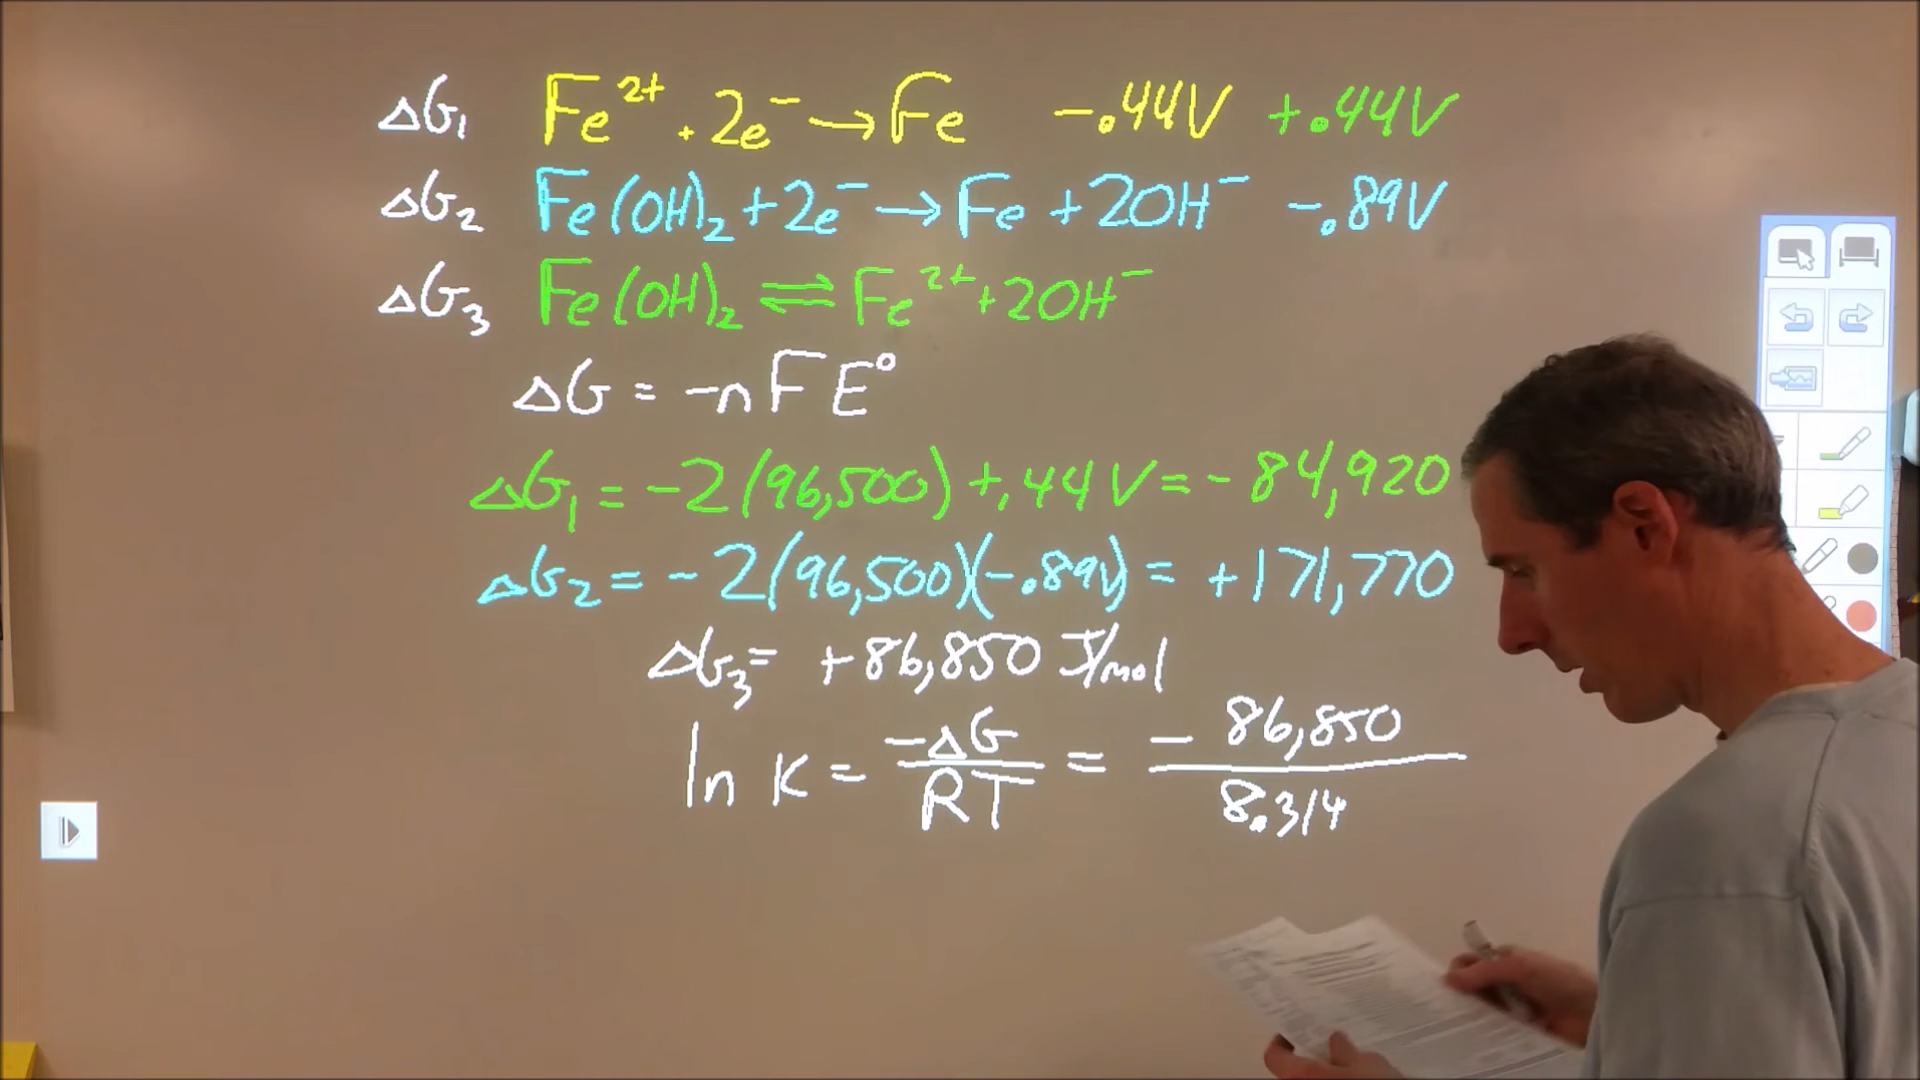 ΔG₁ Fe²⁺ + 2e⁻ → Fe -.44V +.44V
ΔG₂ Fe(OH)₂ + 2e⁻ → Fe + 2OH⁻ -.89V
ΔG₃ Fe(OH)₂ ⇌ Fe²⁺ + 2OH⁻
ΔG = -nFE°
ΔG₁ = -2(96,500) +.44V = -84,920
ΔG₂ = -2(96,500)(-.89V) = +171,770
ΔG₃ = +86,850 J/mol
ln K = -ΔG/RT = -86,850/8.314